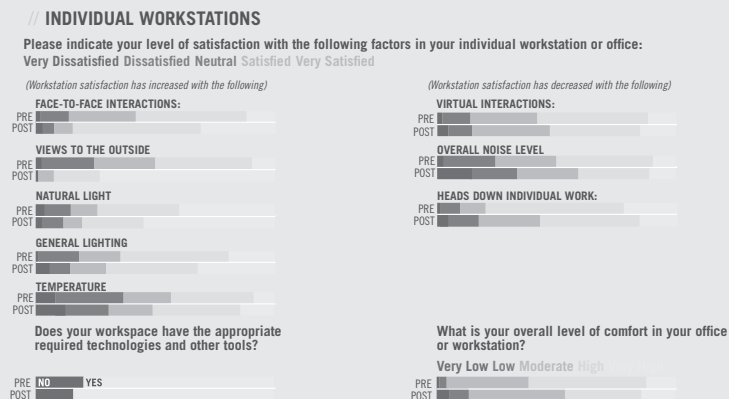 // INDIVIDUAL WORKSTATIONS
Please indicate your level of satisfaction with the following factors in your individual workstation or office:
Very Dissatisfied Dissatisfied Neutral Satisfied Very Satisfied
(Workstation satisfaction has increased with the following)
FACE-TO-FACE INTERACTIONS:
PRE
POST
VIEWS TO THE OUTSIDE
PRE
POST
NATURAL LIGHT
PRE
POST
GENERAL LIGHTING
PRE
POST
TEMPERATURE
PRE
POST
Does your workspace have the appropriate
required technologies and other tools?
PRE NO YES
POST
(Workstation satisfaction has decreased with the following)
VIRTUAL INTERACTIONS:
PRE
POST
OVERALL NOISE LEVEL
PRE
POST
HEADS DOWN INDIVIDUAL WORK:
PRE
POST
What is your overall level of comfort in your office
or workstation?
Very Low Low Moderate High
PRE
POST